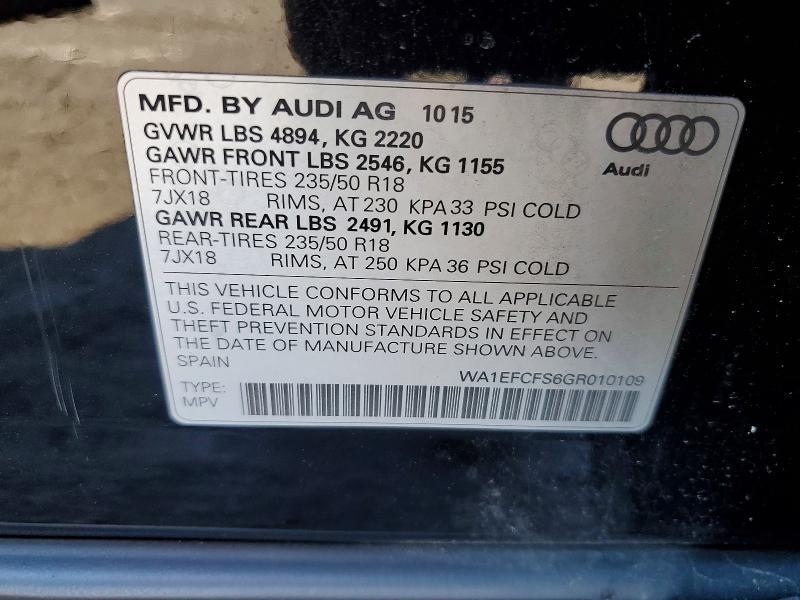 MFD. BY AUDI AG 10 15
GVWR LBS 4894, KG 2220
GAWR FRONT LBS 2546, KG 1155
FRONT-TIRES 235/50 R18
7JX18 RIMS, AT 230 KPA 33 PSI COLD
GAWR REAR LBS 2491, KG 1130
REAR-TIRES 235/50 R18
7JX18 RIMS, AT 250 KPA 36 PSI COLD
Audi
THIS VEHICLE CONFORMS TO ALL APPLICABLE
U.S. FEDERAL MOTOR VEHICLE SAFETY AND
THEFT PREVENTION STANDARDS IN EFFECT ON
THE DATE OF MANUFACTURE SHOWN ABOVE.
SPAIN
WA1EFCFS6GR010109
TYPE:
MPV